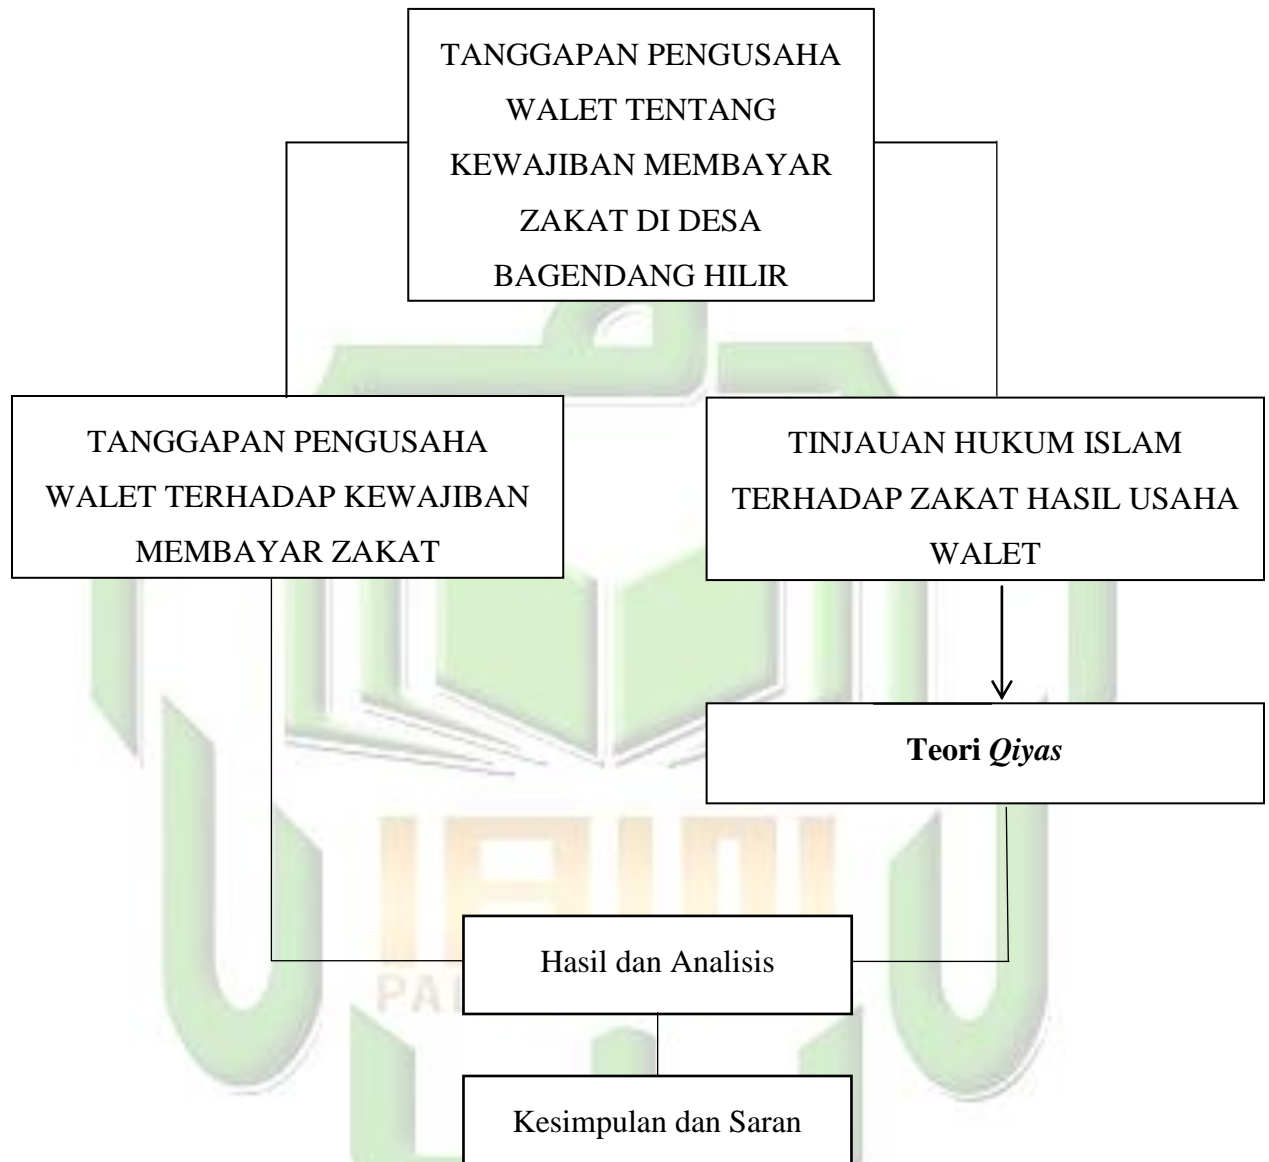 TANGGAPAN PENGUSAHA
WALET TENTANG
KEWAJIBAN MEMBAYAR
ZAKAT DI DESA
BAGENDANG HILIR
TANGGAPAN PENGUSAHA
WALET TERHADAP KEWAJIBAN
MEMBAYAR ZAKAT
TINJAUAN HUKUM ISLAM
TERHADAP ZAKAT HASIL USAHA
WALET
Teori Qiyas
IAIN
Hasil dan Analisis
Kesimpulan dan Saran